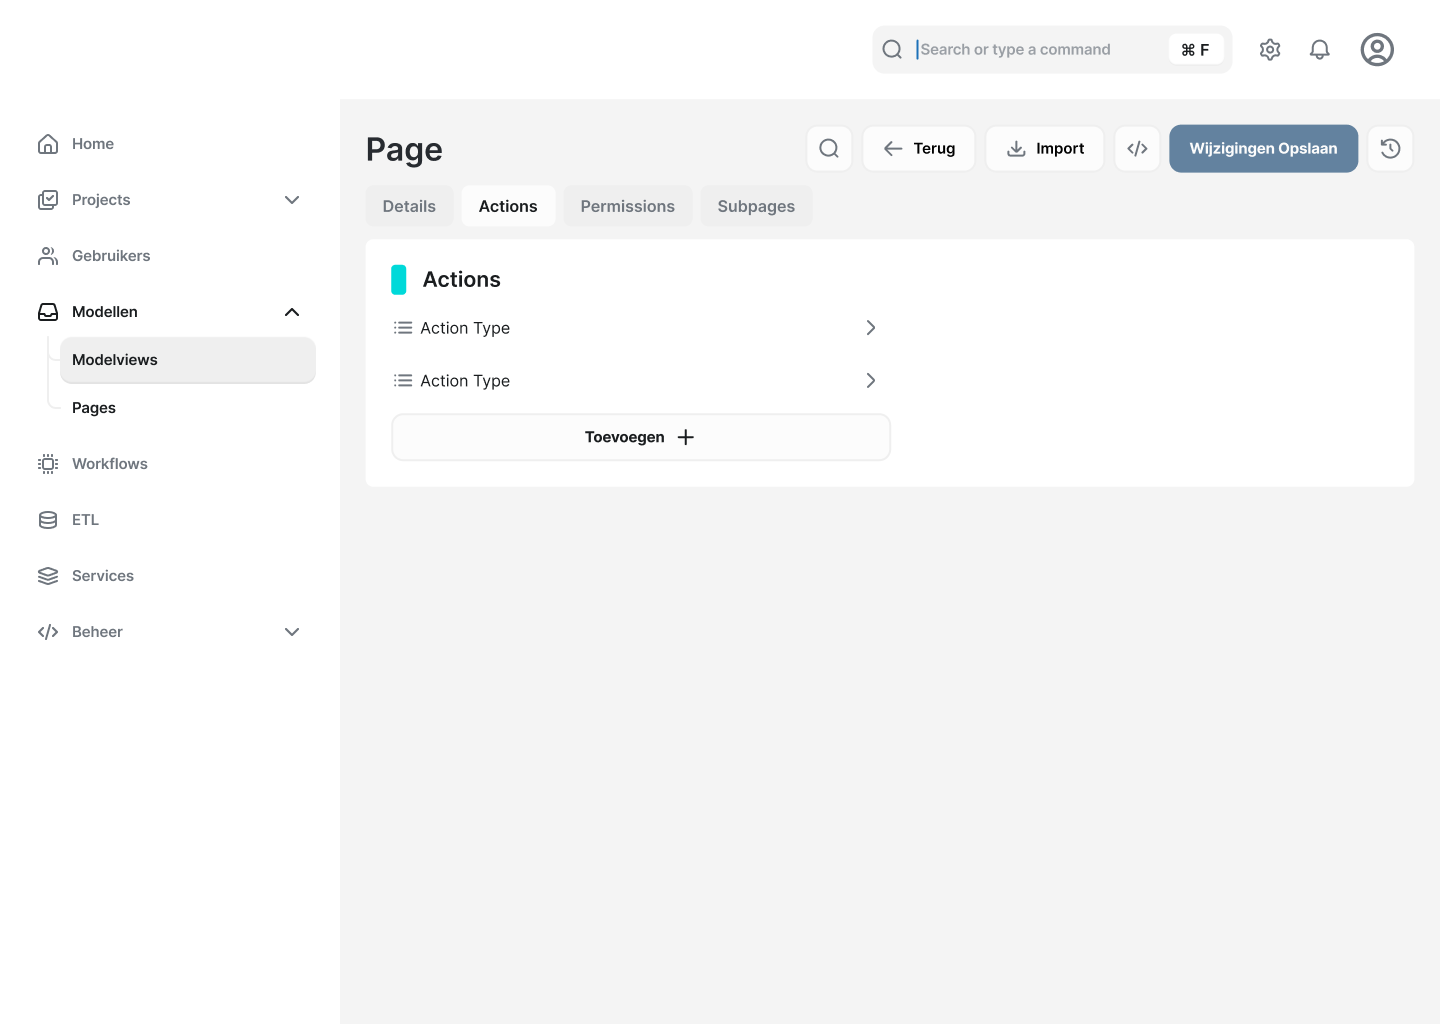 Search or type a command
⌘ F
Home
Projects
Gebruikers
Modellen
Modelviews
Pages
Workflows
ETL
Services
Beheer
Page
Terug
Import
Wijzigingen Opslaan
Details
Actions
Permissions
Subpages
Actions
Action Type
Action Type
Toevoegen